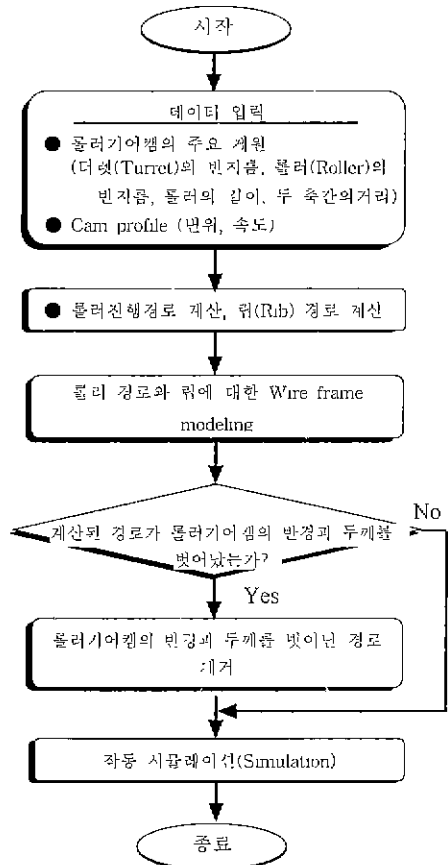 시작
데이터 입력
● 롤러기어캠의 주요 제원
(터렛(Turret)의 반지름, 롤러(Roller)의
반지름, 롤러의 길이, 두 축간의거리)
● Cam profile (변위, 속도)
● 롤러진행경로 계산, 립(Rib) 경로 계산
롤러 경로와 립에 대한 Wire frame
modeling
계산된 경로가 롤러기어캠의 반경과 두께를
벗어났는가?
No
Yes
롤러기어캠의 반경과 두께를 벗어난 경로
제거
작동 시뮬레이션(Simulation)
종료